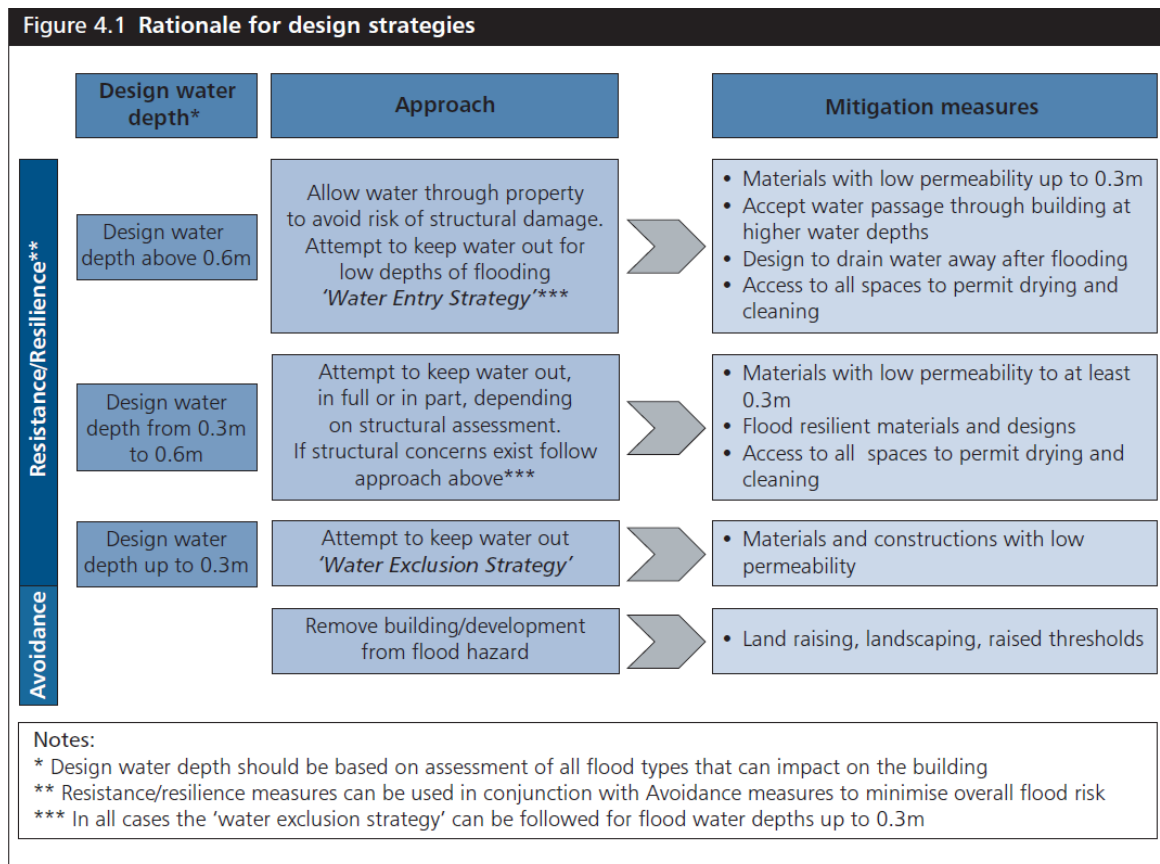 Figure 4.1 Rationale for design strategies
Design water
depth*
Approach
Mitigation measures
Resistance/Resilience**
Design water
depth above 0.6m
Allow water through property
to avoid risk of structural damage.
Attempt to keep water out for
low depths of flooding
'Water Entry Strategy'***
• Materials with low permeability up to 0.3m
• Accept water passage through building at
higher water depths
• Design to drain water away after flooding
• Access to all spaces to permit drying and
cleaning
Design water
depth from 0.3m
to 0.6m
Attempt to keep water out,
in full or in part, depending
on structural assessment.
If structural concerns exist follow
approach above***
• Materials with low permeability to at least
0.3m
• Flood resilient materials and designs
• Access to all spaces to permit drying and
cleaning
Design water
depth up to 0.3m
Attempt to keep water out
'Water Exclusion Strategy'
• Materials and constructions with low
permeability
Avoidance
Remove building/development
from flood hazard
• Land raising, landscaping, raised thresholds
Notes:
* Design water depth should be based on assessment of all flood types that can impact on the building
** Resistance/resilience measures can be used in conjunction with Avoidance measures to minimise overall flood risk
*** In all cases the 'water exclusion strategy' can be followed for flood water depths up to 0.3m